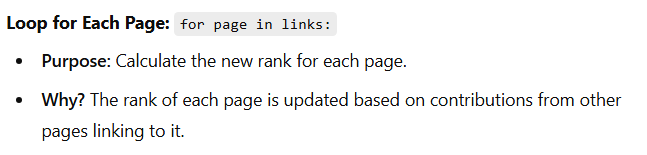 Loop for Each Page: for page in links:
• Purpose: Calculate the new rank for each page.
• Why? The rank of each page is updated based on contributions from other
pages linking to it.